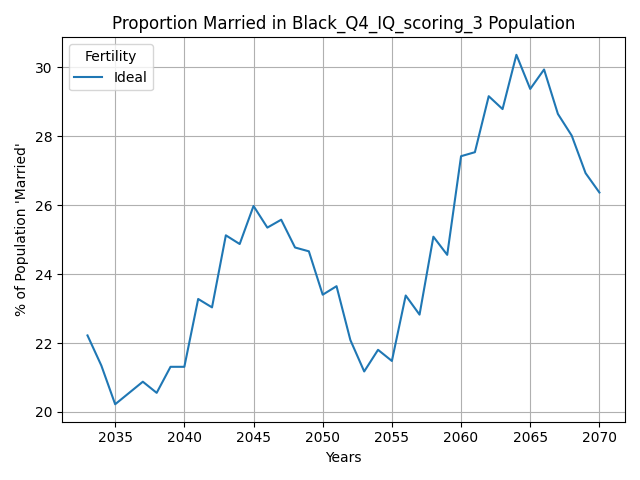 Proportion Married in Black_Q4_IQ_scoring_3 Population
Fertility
Ideal
% of Population 'Married'
30
28
26
24
22
20
2035 2040 2045 2050 2055 2060 2065 2070
Years